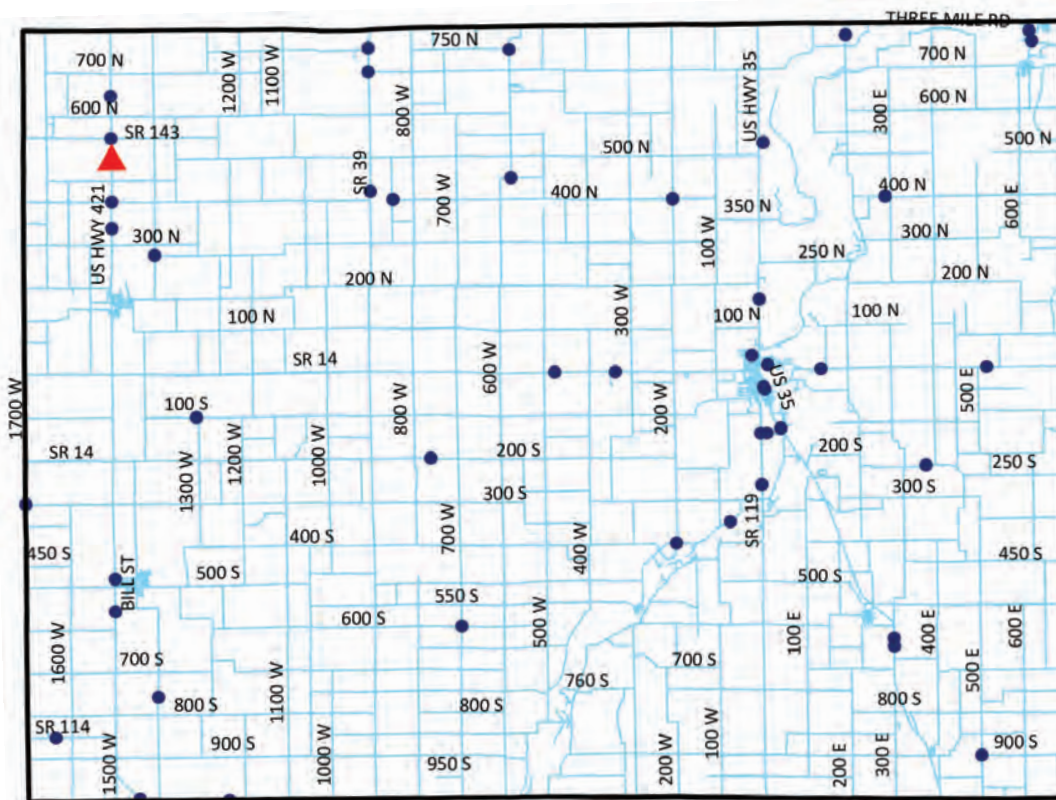 THREE MILE RD
750 N
700 N
700 N
1200 W
1100 W
800 W
US HWY 35
300 E
600 N
600 N
SR 143
500 N
500 N
SR 39
400 N
400 N
700 W
350 N
600 E
US HWY 421
300 N
100 W
300 N
250 N
200 N
200 N
100 N
300 W
100 N
100 N
SR 14
600 W
US 35
500 E
1700 W
100 S
800 W
200 W
SR 14
1200 W
1000 W
200 S
200 S
250 S
1300 W
300 S
300 S
SR 119
400 S
700 W
400 W
450 S
450 S
BILL ST
500 S
500 S
550 S
600 S
500 W
100 E
400 E
600 E
1600 W
700 S
700 S
500 E
760 S
1100 W
800 S
800 S
800 S
SR 114
900 S
1500 W
1000 W
950 S
200 W
100 W
200 E
300 E
900 S